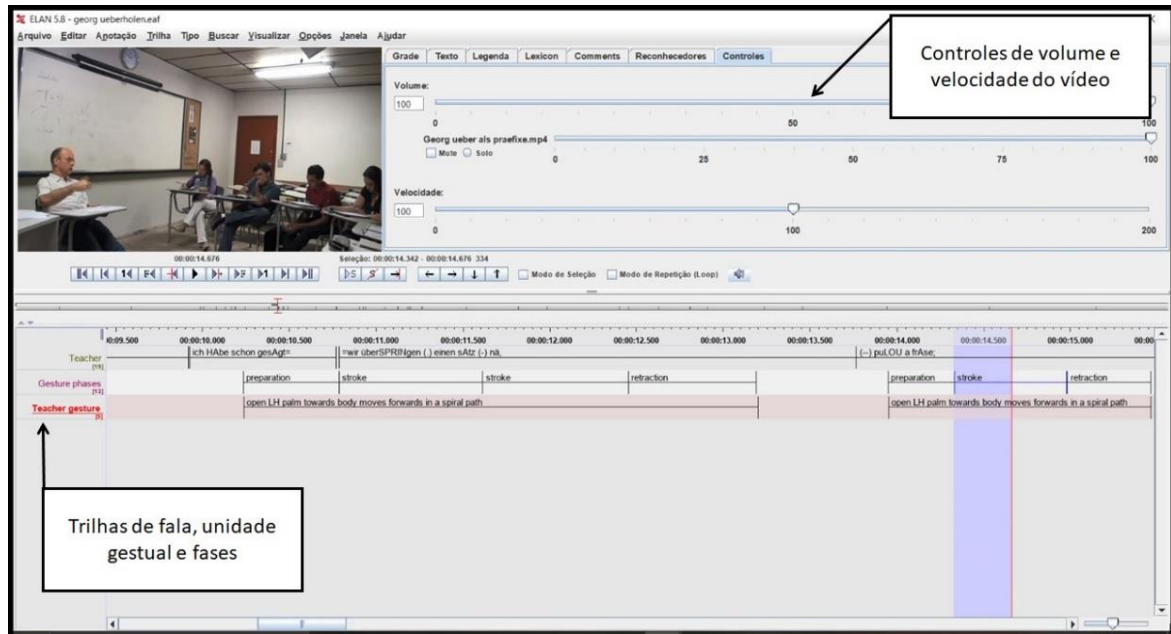 ELAN 5.8 - georg ueberholen.eaf
Arquivo Editar Anotação Trilha Tipo Buscar Visualizar Opções Janela Ajudar
Grade Texto Legenda Lexicon Comments Reconhecedores Controles
Controles de volume e
velocidade do vídeo
Volume:
100
0 50 100
Georg ueber als praefixe.mp4
Mute Solo
0 25 50 75 100
Velocidade:
100
0 100 200
00:00:14.676
Seleção: 00:00:14.342 - 00:00:14.676 334
Modo de Seleção Modo de Repetição (Loop)
00:09.500 00:00:10.000 00:00:10.500 00:00:11.000 00:00:11.500 00:00:12.000 00:00:12.500 00:00:13.000 00:00:13.500 00:00:14.000 00:00:14.500 00:00:15.000 00:00
Teacher
[19]
ich HAbe schon gesAgt= =wir überSPRINgen (.) einen sAtz (-) nä, (--) puLOU a frAse;
Gesture phases
[13]
preparation stroke stroke retraction preparation stroke retraction
Teacher gesture
open LH palm towards body moves forwards in a spiral path open LH palm towards body moves forwards in a spiral path
Trilhas de fala, unidade
gestual e fases